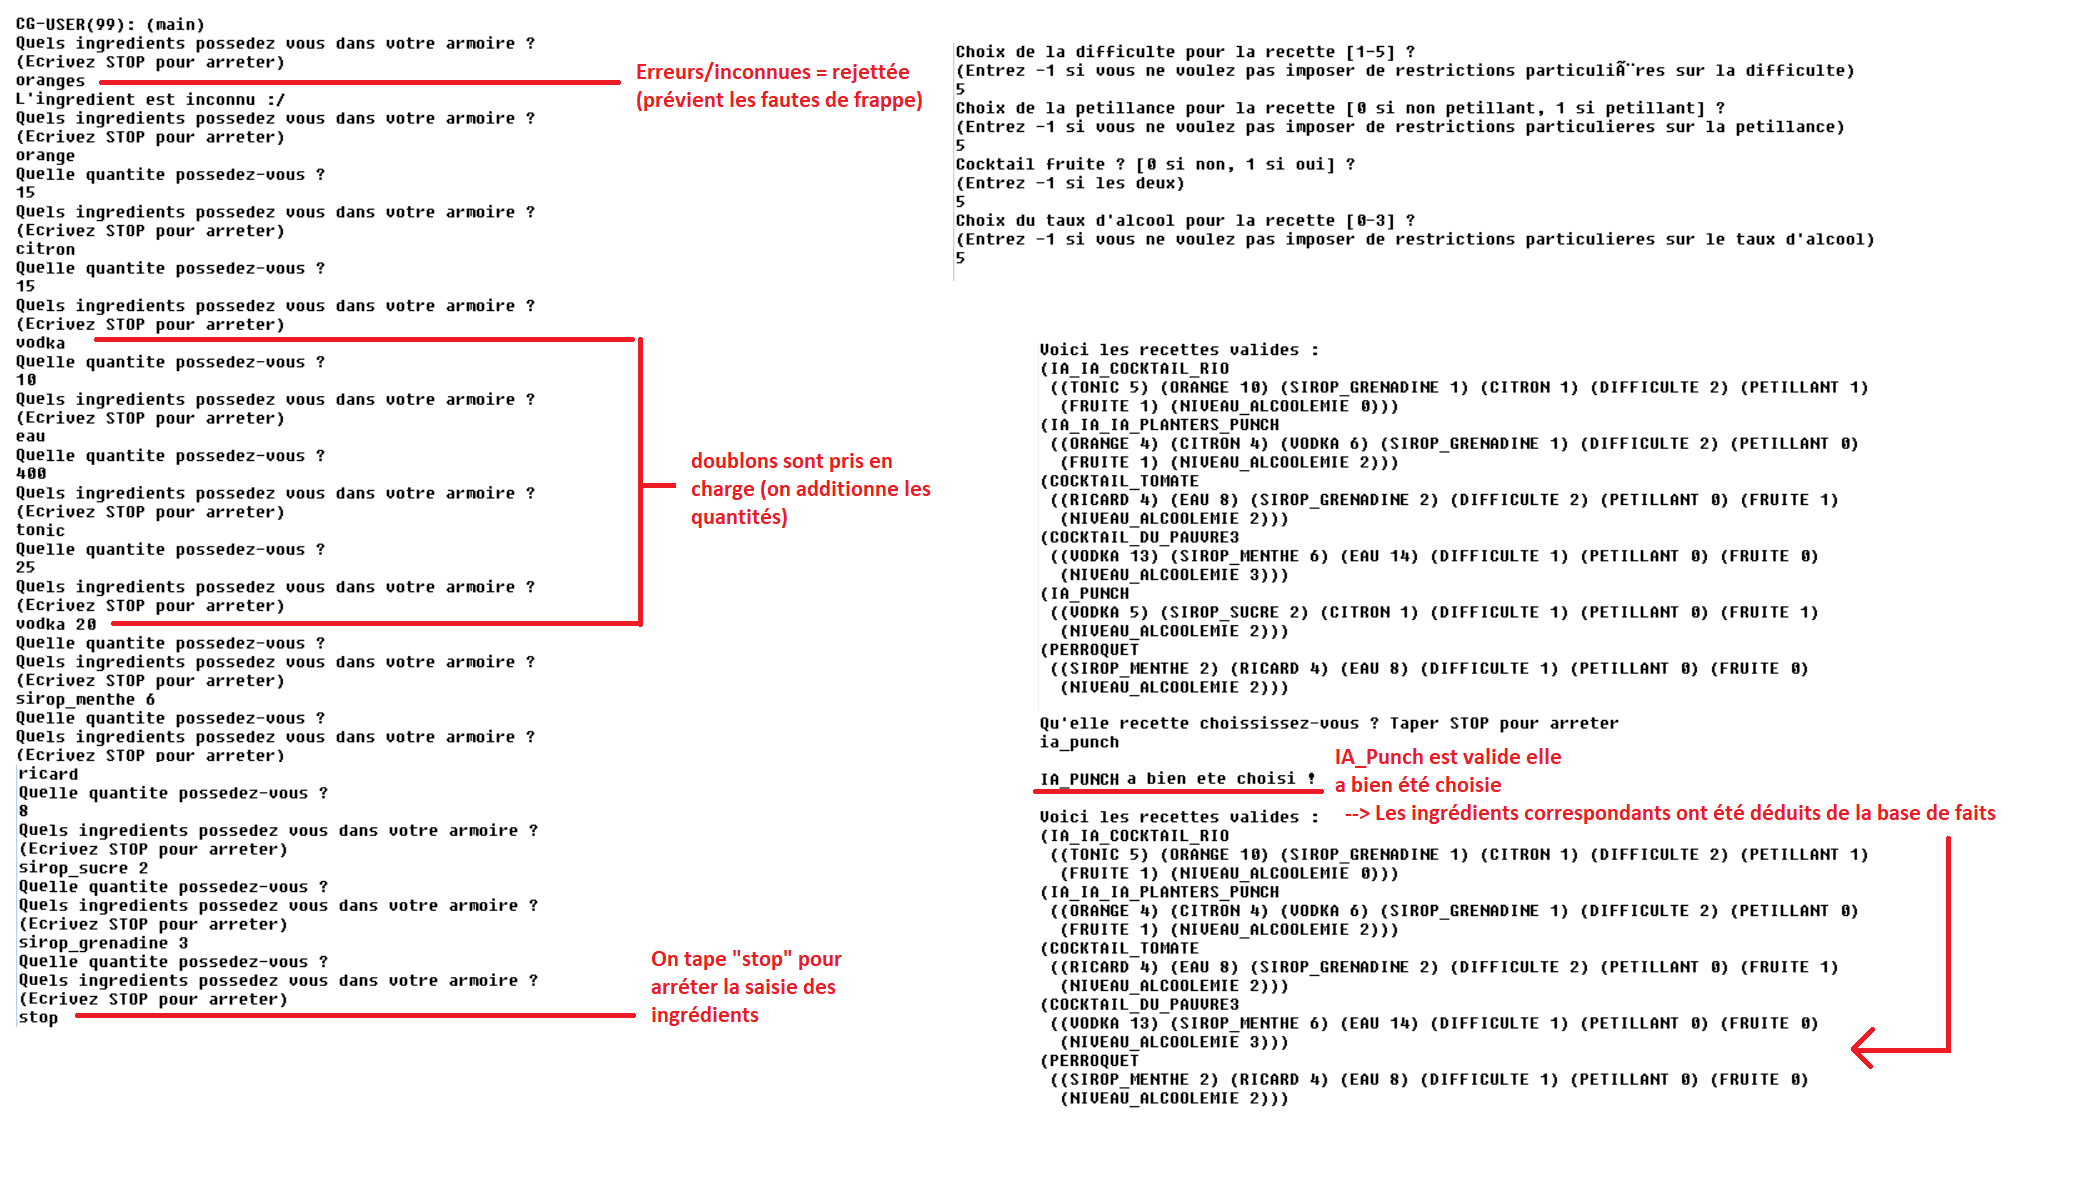 CG-USER(99): (main)
Quels ingredients possedez vous dans votre armoire ?
(Ecrivez STOP pour arreter)
oranges
L'ingredient est inconnu :/
Quels ingredients possedez vous dans votre armoire ?
(Ecrivez STOP pour arreter)
orange
Quelle quantite possedez-vous ?
15
Quels ingredients possedez vous dans votre armoire ?
(Ecrivez STOP pour arreter)
citron
Quelle quantite possedez-vous ?
15
Quels ingredients possedez vous dans votre armoire ?
(Ecrivez STOP pour arreter)
vodka
Quelle quantite possedez-vous ?
10
Quels ingredients possedez vous dans votre armoire ?
(Ecrivez STOP pour arreter)
eau
Quelle quantite possedez-vous ?
400
Quels ingredients possedez vous dans votre armoire ?
(Ecrivez STOP pour arreter)
tonic
Quelle quantite possedez-vous ?
25
Quels ingredients possedez vous dans votre armoire ?
(Ecrivez STOP pour arreter)
vodka 20
Quelle quantite possedez-vous ?
Quels ingredients possedez vous dans votre armoire ?
(Ecrivez STOP pour arreter)
sirop_menthe 6
Quelle quantite possedez-vous ?
Quels ingredients possedez vous dans votre armoire ?
(Ecrivez STOP pour arreter)
ricard
Quelle quantite possedez-vous ?
8
Quels ingredients possedez vous dans votre armoire ?
(Ecrivez STOP pour arreter)
sirop_sucre 2
Quelle quantite possedez-vous ?
Quels ingredients possedez vous dans votre armoire ?
(Ecrivez STOP pour arreter)
sirop_grenadine 3
Quelle quantite possedez-vous ?
Quels ingredients possedez vous dans votre armoire ?
(Ecrivez STOP pour arreter)
stop
Erreurs/inconnues = rejettée
(prévient les fautes de frappe)
doublons sont pris en
charge (on additionne les
quantités)
On tape "stop" pour
arréter la saisie des
ingrédients
Choix de la difficulte pour la recette [1-5] ?
(Entrez -1 si vous ne voulez pas imposer de restrictions particuliÃ¨res sur la difficulte)
5
Choix de la petillance pour la recette [0 si non petillant, 1 si petillant] ?
(Entrez -1 si vous ne voulez pas imposer de restrictions particulieres sur la petillance)
5
Cocktail fruite ? [0 si non, 1 si oui] ?
(Entrez -1 si les deux)
5
Choix du taux d'alcool pour la recette [0-3] ?
(Entrez -1 si vous ne voulez pas imposer de restrictions particulieres sur le taux d'alcool)
5
Voici les recettes valides :
(IA_IA_COCKTAIL_RIO
((TONIC 5) (ORANGE 10) (SIROP_GRENADINE 1) (CITRON 1) (DIFFICULTE 2) (PETILLANT 1)
(FRUITE 1) (NIVEAU_ALCOOLEMIE 0)))
(IA_IA_IA_PLANTERS_PUNCH
((ORANGE 4) (CITRON 4) (VODKA 6) (SIROP_GRENADINE 1) (DIFFICULTE 2) (PETILLANT 0)
(FRUITE 1) (NIVEAU_ALCOOLEMIE 2)))
(COCKTAIL_TOMATE
((RICARD 4) (EAU 8) (SIROP_GRENADINE 2) (DIFFICULTE 2) (PETILLANT 0) (FRUITE 1)
(NIVEAU_ALCOOLEMIE 2)))
(COCKTAIL_DU_PAUVRE3
((VODKA 13) (SIROP_MENTHE 6) (EAU 14) (DIFFICULTE 1) (PETILLANT 0) (FRUITE 0)
(NIVEAU_ALCOOLEMIE 3)))
(IA_PUNCH
((VODKA 5) (SIROP_SUCRE 2) (CITRON 1) (DIFFICULTE 1) (PETILLANT 0) (FRUITE 1)
(NIVEAU_ALCOOLEMIE 2)))
(PERROQUET
((SIROP_MENTHE 2) (RICARD 4) (EAU 8) (DIFFICULTE 1) (PETILLANT 0) (FRUITE 0)
(NIVEAU_ALCOOLEMIE 2)))
Qu'elle recette choississez-vous ? Taper STOP pour arreter
ia_punch
IA_PUNCH a bien ete choisi !
IA_Punch est valide elle
a bien été choisie
--> Les ingrédients correspondants ont été déduits de la base de faits
Voici les recettes valides :
(IA_IA_COCKTAIL_RIO
((TONIC 5) (ORANGE 10) (SIROP_GRENADINE 1) (CITRON 1) (DIFFICULTE 2) (PETILLANT 1)
(FRUITE 1) (NIVEAU_ALCOOLEMIE 0)))
(IA_IA_IA_PLANTERS_PUNCH
((ORANGE 4) (CITRON 4) (VODKA 6) (SIROP_GRENADINE 1) (DIFFICULTE 2) (PETILLANT 0)
(FRUITE 1) (NIVEAU_ALCOOLEMIE 2)))
(COCKTAIL_TOMATE
((RICARD 4) (EAU 8) (SIROP_GRENADINE 2) (DIFFICULTE 2) (PETILLANT 0) (FRUITE 1)
(NIVEAU_ALCOOLEMIE 2)))
(COCKTAIL_DU_PAUVRE3
((VODKA 13) (SIROP_MENTHE 6) (EAU 14) (DIFFICULTE 1) (PETILLANT 0) (FRUITE 0)
(NIVEAU_ALCOOLEMIE 3)))
(PERROQUET
((SIROP_MENTHE 2) (RICARD 4) (EAU 8) (DIFFICULTE 1) (PETILLANT 0) (FRUITE 0)
(NIVEAU_ALCOOLEMIE 2)))